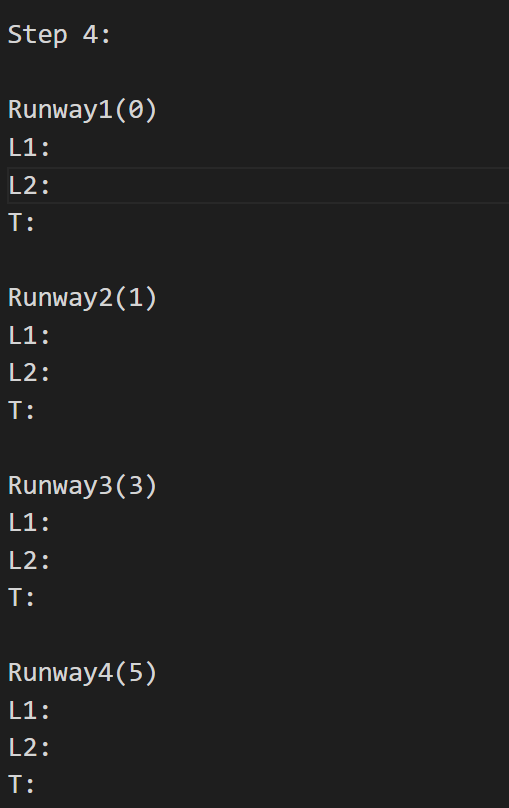 Step 4:
Runway1(0)
L1:
L2:
T:
Runway2(1)
L1:
L2:
T:
Runway3(3)
L1:
L2:
T:
Runway4(5)
L1:
L2:
T: